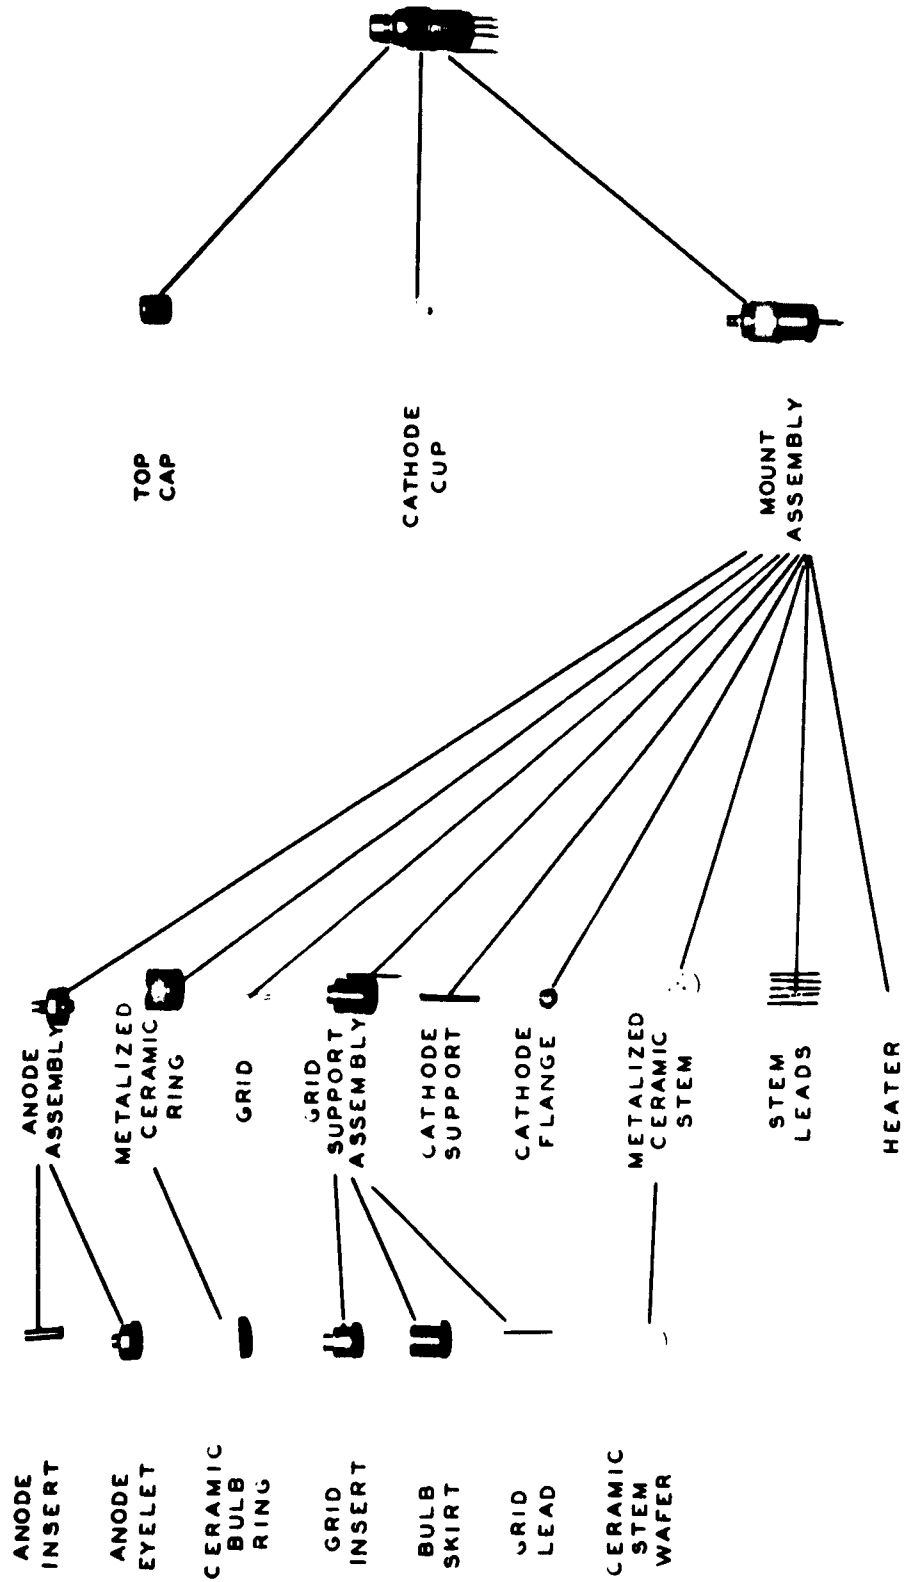 TOP
CAP
CATHODE
CUP
MOUNT
ASSEMBLY
ANODE
ASSEMBLY
METALIZED
CERAMIC
RING
GRID
GRID
SUPPORT
ASSEMBLY
CATHODE
SUPPORT
CATHODE
FLANGE
METALIZED
CERAMIC
STEM
STEM
LEADS
HEATER
ANODE
INSERT
ANODE
EYELET
CERAMIC
BULB
RING
GRID
INSERT
BULB
SKIRT
GRID
LEAD
CERAMIC
STEM
WAFER